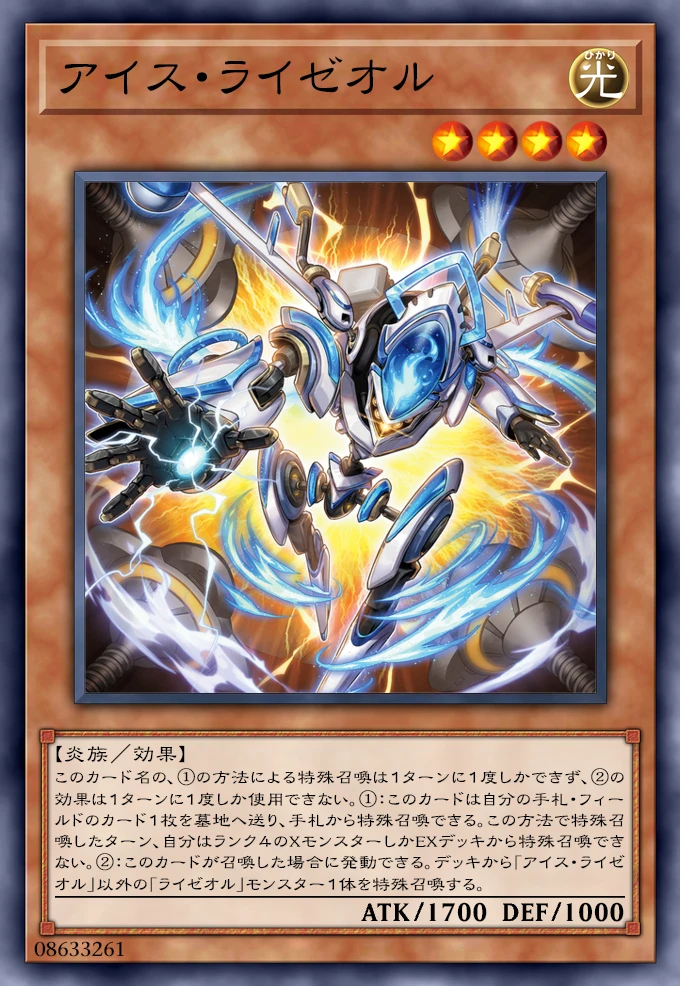 アイス・ライゼオル
ひかり
光
【炎族／効果】
このカード名の、①の方法による特殊召喚は1ターンに1度しかできず、②の
効果は1ターンに1度しか使用できない。①：このカードは自分の手札・フィー
ルドのカード1枚を墓地へ送り、手札から特殊召喚できる。この方法で特殊召
喚したターン、自分はランク4のXモンスターしかEXデッキから特殊召喚でき
ない。②：このカードが召喚した場合に発動できる。デッキから「アイス・ライゼ
オル」以外の「ライゼオル」モンスター1体を特殊召喚する。
ATK/1700 DEF/1000
08633261